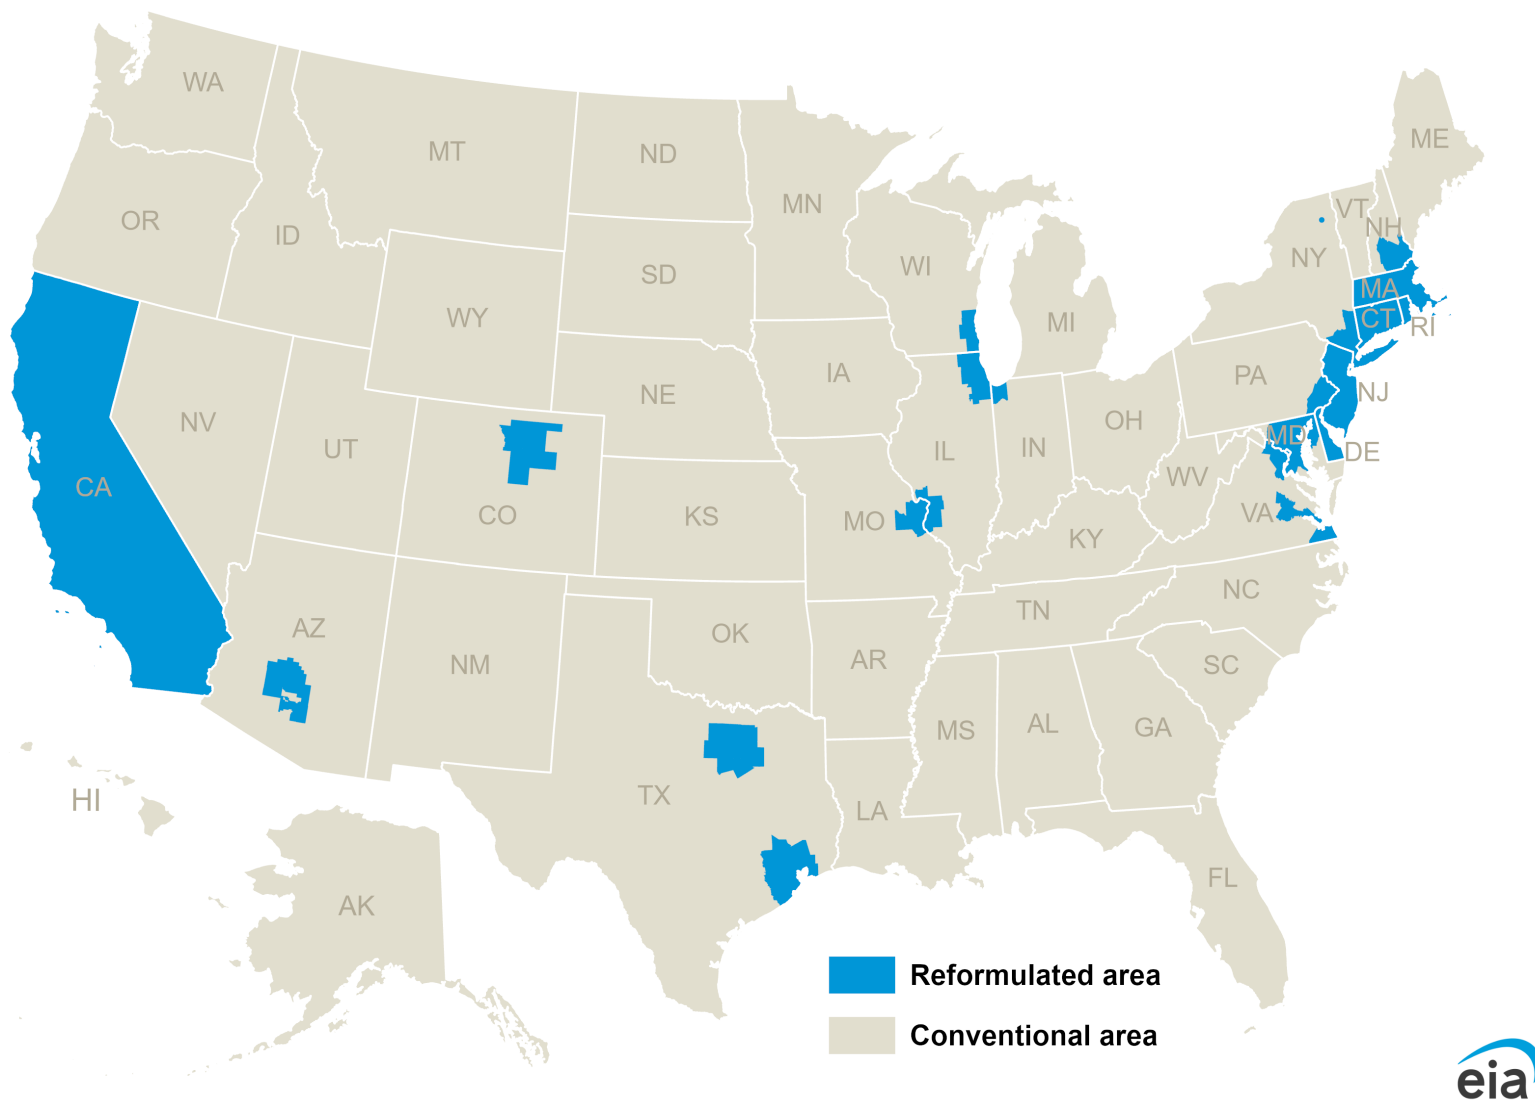 WA
MT
ND
MN
ME
OR
ID
SD
WI
VT
NH
NY
MA
WY
MI
CT
RI
IA
PA
NE
NJ
NV
UT
OH
IL
IN
MD
DE
CA
CO
KS
MO
WV
VA
KY
AZ
NM
OK
AR
TN
NC
SC
MS
AL
GA
HI
TX
LA
AK
FL
Reformulated area
Conventional area
eia